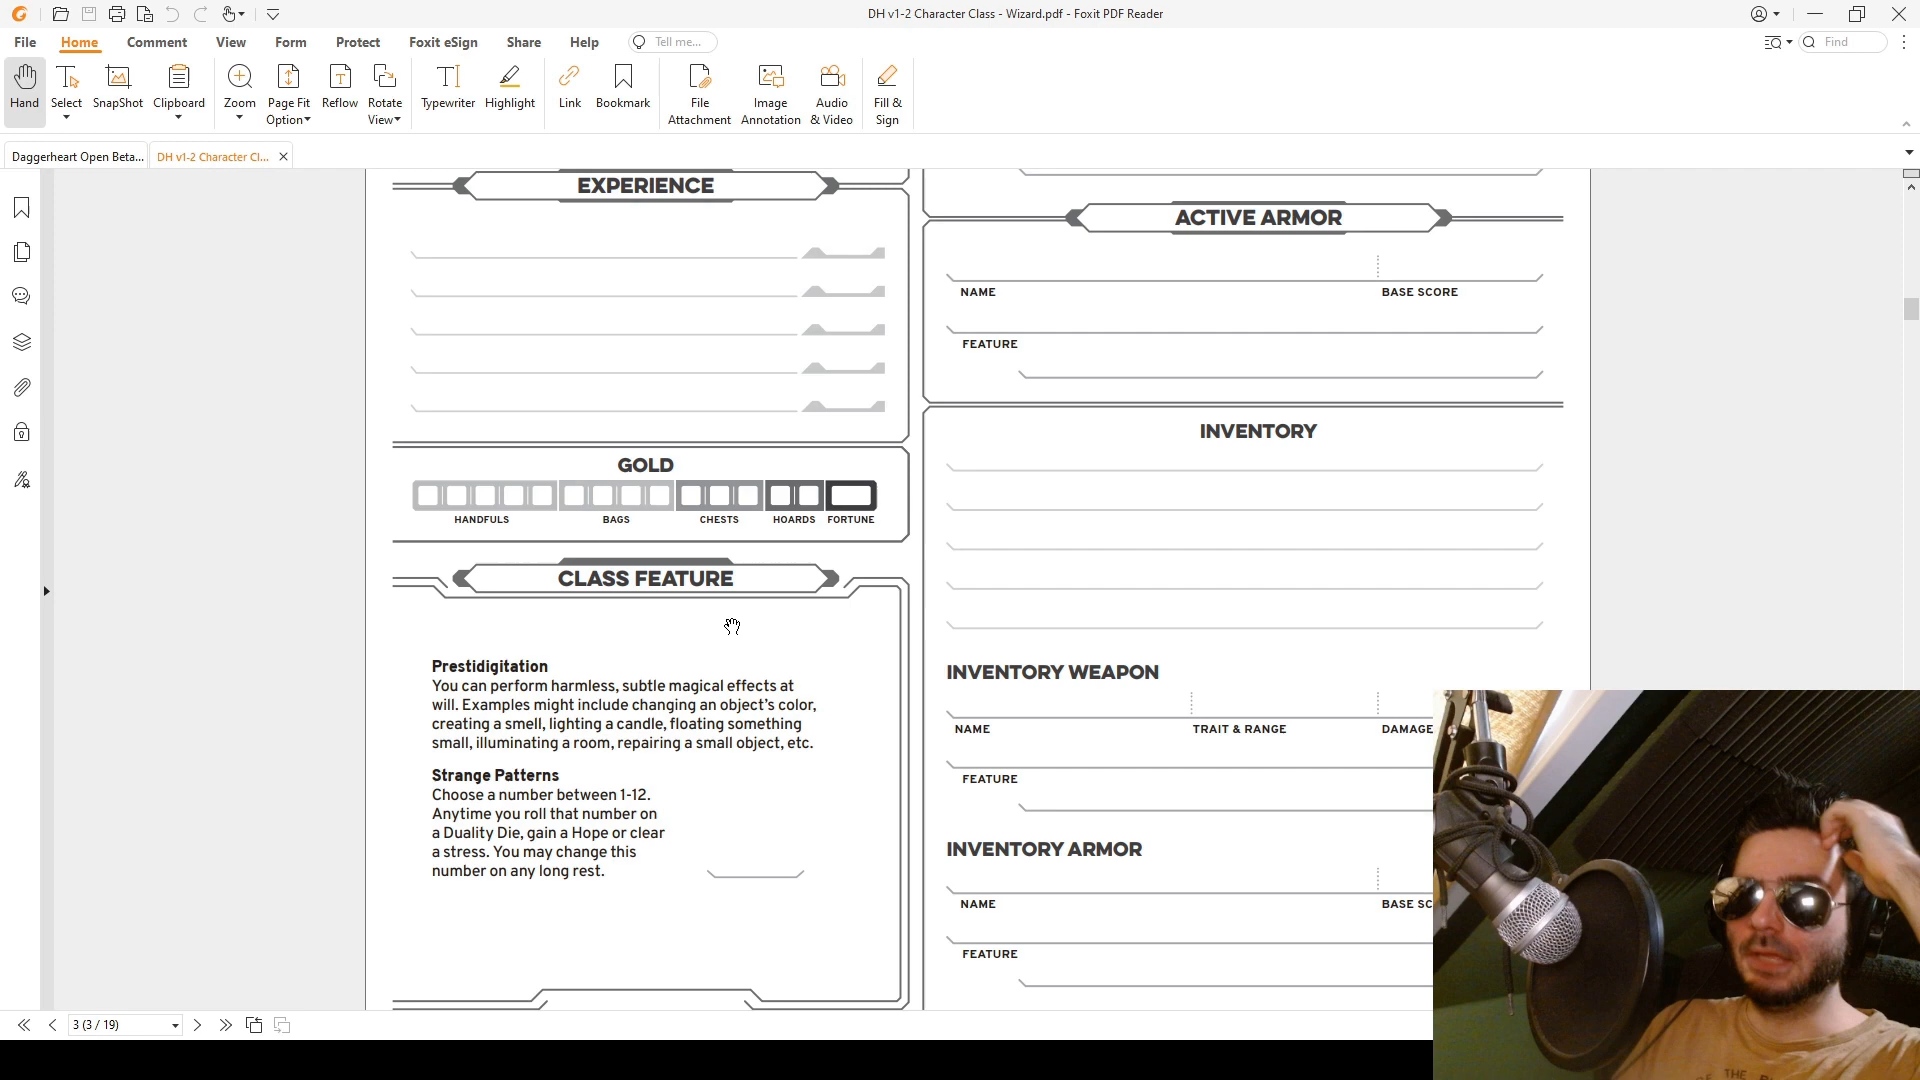 DH v1-2 Character Class - Wizard.pdf - Foxit PDF Reader
File
Home
Comment
View
Form
Protect
Foxit eSign
Share
Help
Tell me...
Find
Hand
Select
SnapShot
Clipboard
Zoom
Page Fit
Option
Reflow
Rotate
View
Typewriter
Highlight
Link
Bookmark
File
Attachment
Image
Annotation
Audio
& Video
Fill &
Sign
Daggerheart Open Beta...
DH v1-2 Character Cl...
EXPERIENCE
GOLD
HANDFULS
BAGS
CHESTS
HOARDS
FORTUNE
CLASS FEATURE
Prestidigitation
You can perform harmless, subtle magical effects at
will. Examples might include changing an object's color,
creating a smell, lighting a candle, floating something
small, illuminating a room, repairing a small object, etc.
Strange Patterns
Choose a number between 1-12.
Anytime you roll that number on
a Duality Die, gain a Hope or clear
a stress. You may change this
number on any long rest.
ACTIVE ARMOR
NAME
BASE SCORE
FEATURE
INVENTORY
INVENTORY WEAPON
NAME
TRAIT & RANGE
DAMAGE
FEATURE
INVENTORY ARMOR
NAME
BASE SC
FEATURE
3 (3 / 19)
THE